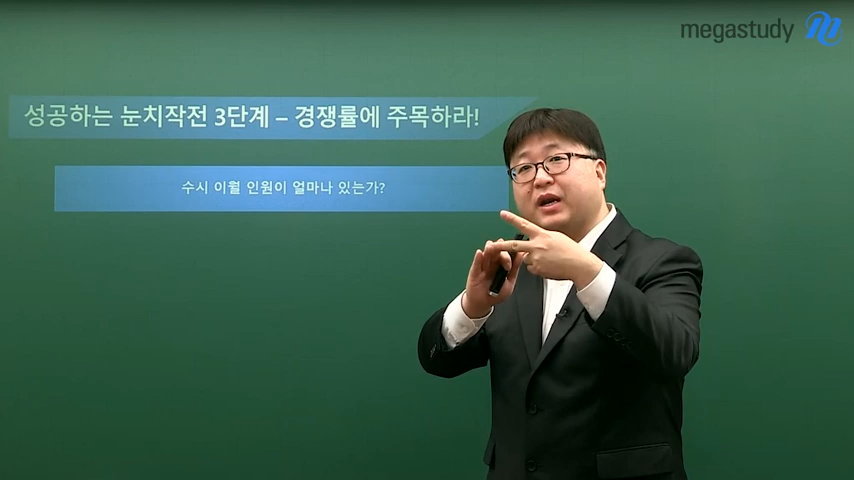 megastudy
성공하는 눈치작전 3단계 – 경쟁률에 주목하라!
수시 이월 인원이 얼마나 있는가?